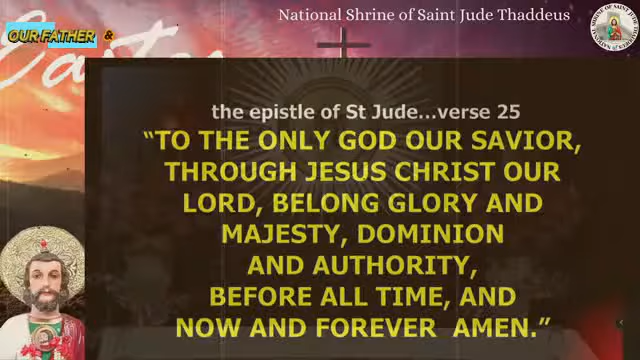 National Shrine of Saint Jude Thaddeus
OUR FATHER &
Easter
the epistle of St Jude...verse 25
“TO THE ONLY GOD OUR SAVIOR,
THROUGH JESUS CHRIST OUR
LORD, BELONG GLORY AND
MAJESTY, DOMINION
AND AUTHORITY,
BEFORE ALL TIME, AND
NOW AND FOREVER  AMEN.”